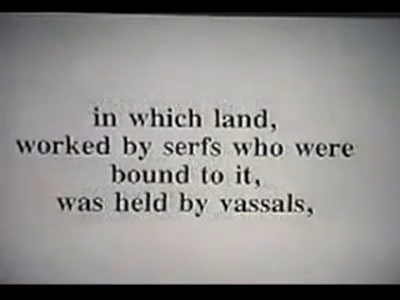 in which land,
worked by serfs who were
bound to it,
was held by vassals,